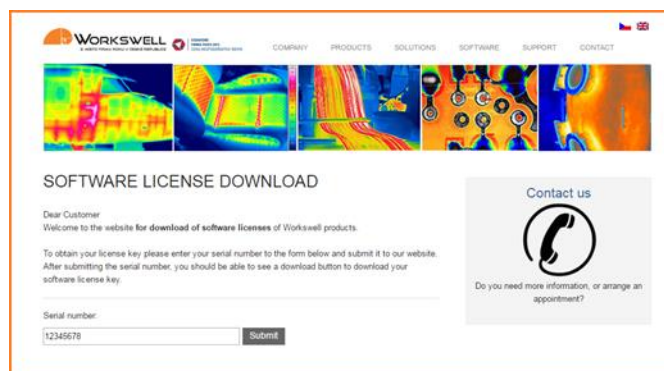 WORKSWELL
COMPANY PRODUCTS SOLUTIONS SOFTWARE SUPPORT CONTACT
SOFTWARE LICENSE DOWNLOAD
Dear Customer
Welcome to the website for download of software licenses of Workswell products.
To obtain your license key please enter your serial number to the form below and submit it to our website.
After submitting the serial number, you should be able to see a download button to download your
software license key.
Serial number:
12345678 Submit
Contact us
Do you need more information, or arrange an
appointment?